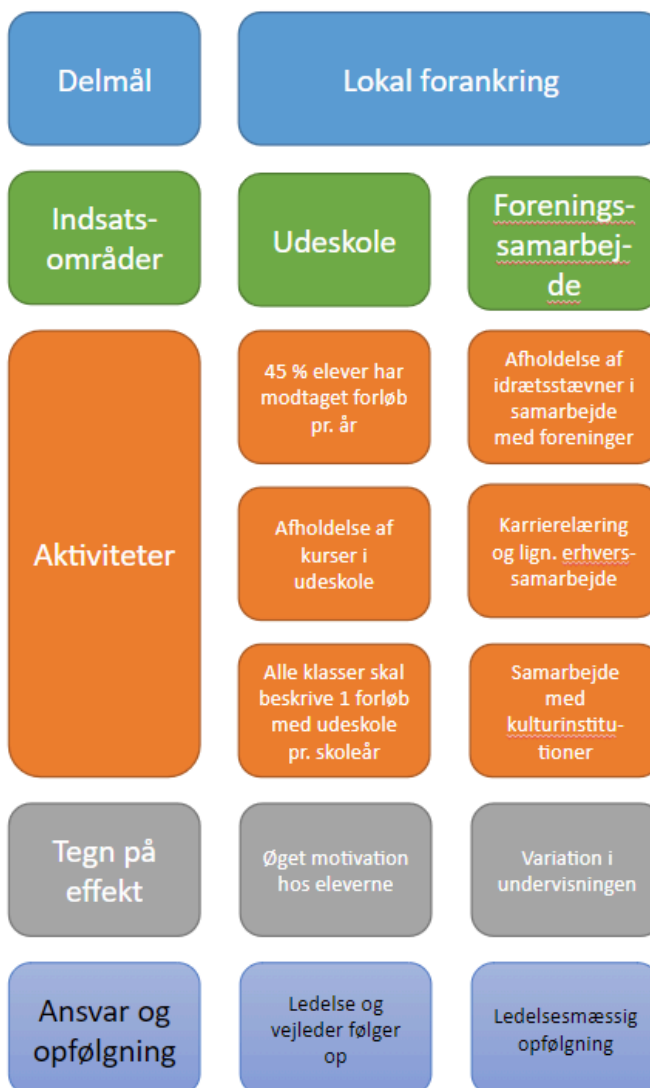 Delmål
Lokal forankring
Indsats-
områder
Udeskole
Forenings-
samarbej-
de
Aktiviteter
45 % elever har
modtaget forløb
pr. år
Afholdelse af
idrætsstævner i
samarbejde
med foreninger
Afholdelse af
kurser i
udeskole
Karrierelæring
og lign. erhvers-
samarbejde
Alle klasser skal
beskrive 1 forløb
med udeskole
pr. skoleår
Samarbejde
med
kulturinstitu-
tioner
Tegn på
effekt
Øget motivation
hos eleverne
Variation i
undervisningen
Ansvar og
opfølgning
Ledelse og
vejleder følger
op
Ledelsesmæssig
opfølgning